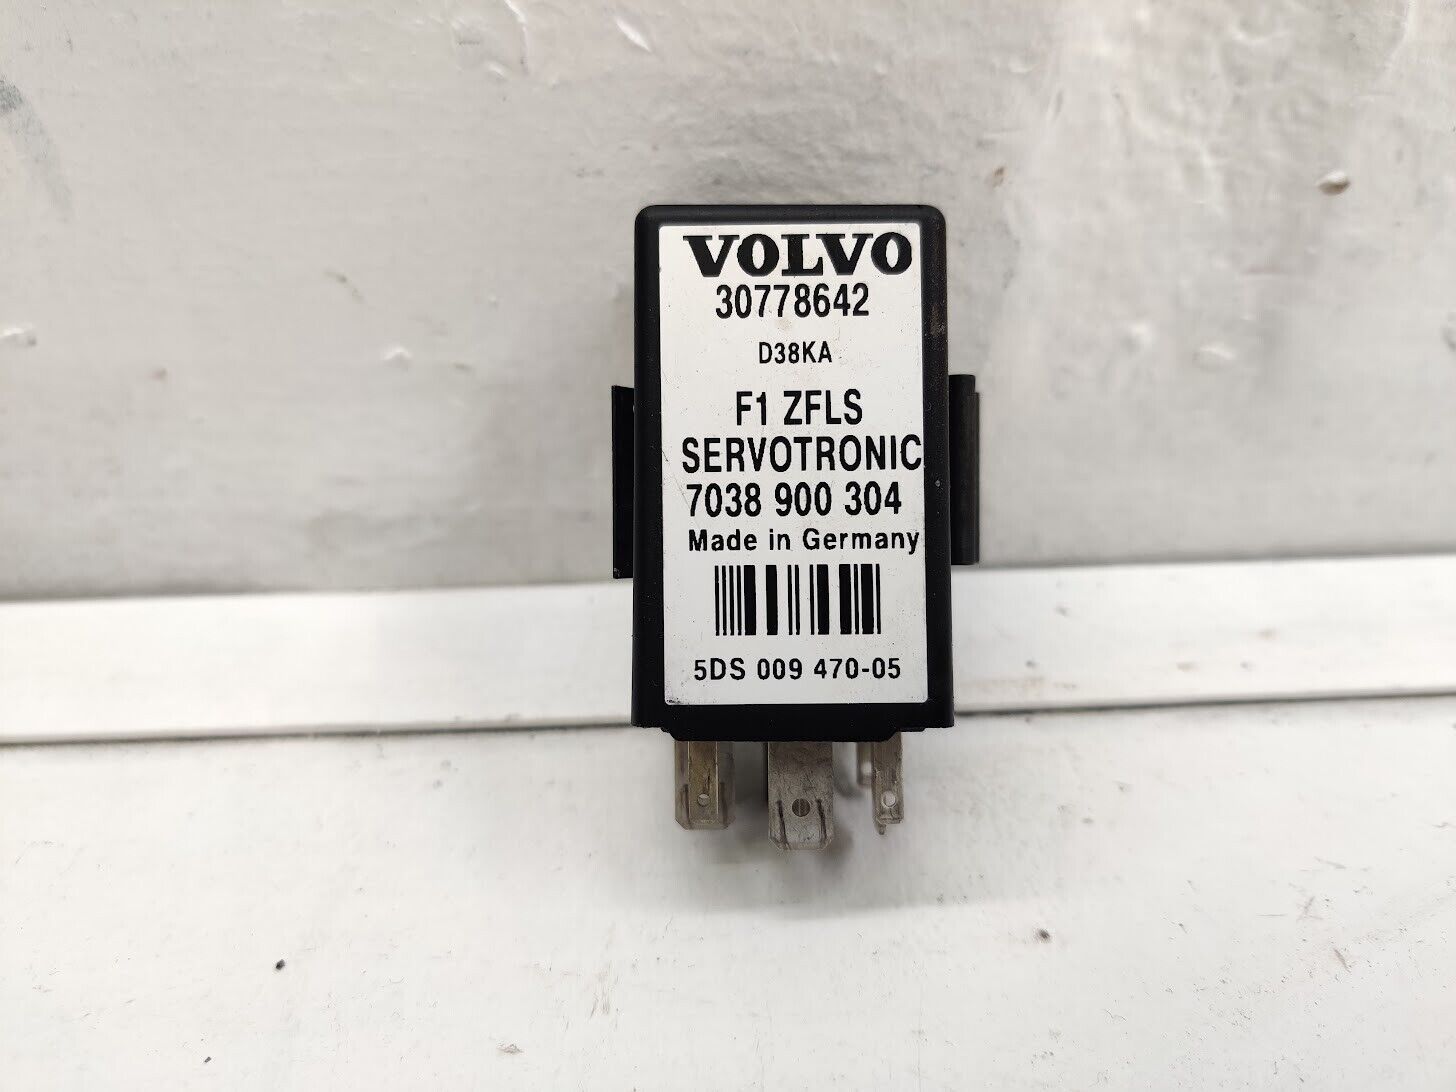 VOLVO
30778642
D38KA
F1 ZFLS
SERVOTRONIC
7038 900 304
Made in Germany
5DS 009 470-05